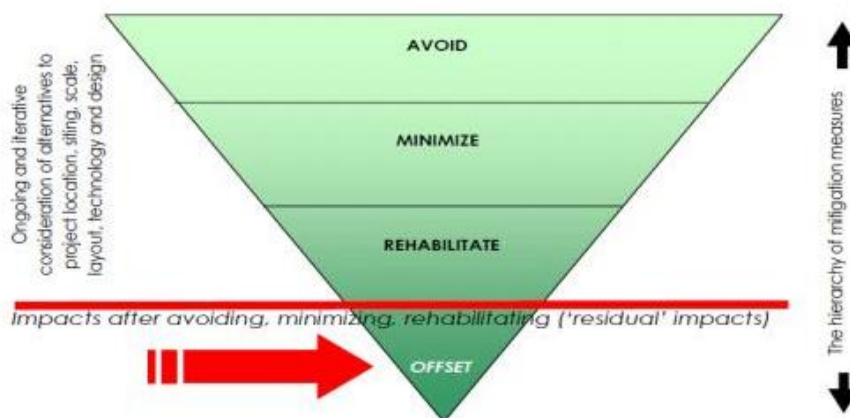 Ongoing and iterative
consideration of alternatives to
project location, siting, scale,
layout, technology and design
AVOID
MINIMIZE
REHABILITATE
Impacts after avoiding, minimizing, rehabilitating ('residual' impacts)
OFFSET
The hierarchy of mitigation measures